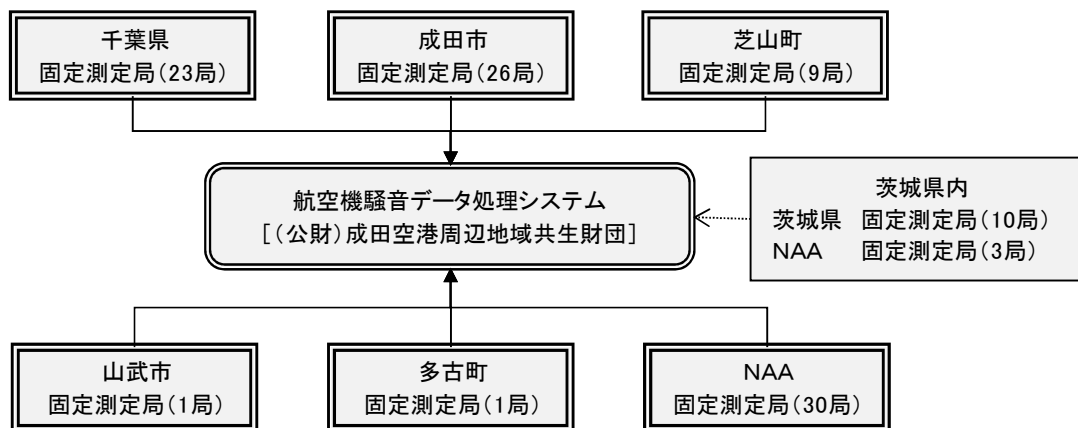 千葉県
固定測定局(23局)
成田市
固定測定局(26局)
芝山町
固定測定局(9局)
航空機騒音データ処理システム
[(公財)成田空港周辺地域共生財団]
茨城県内
茨城県 固定測定局(10局)
NAA 固定測定局(3局)
山武市
固定測定局(1局)
多古町
固定測定局(1局)
NAA
固定測定局(30局)